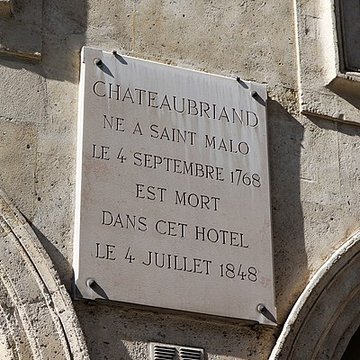 CHATEAUBRIAND
NE A SAINT MALO
LE 4 SEPTEMBRE 1768
EST MORT
DANS CET HOTEL
LE 4 JUILLET 1848